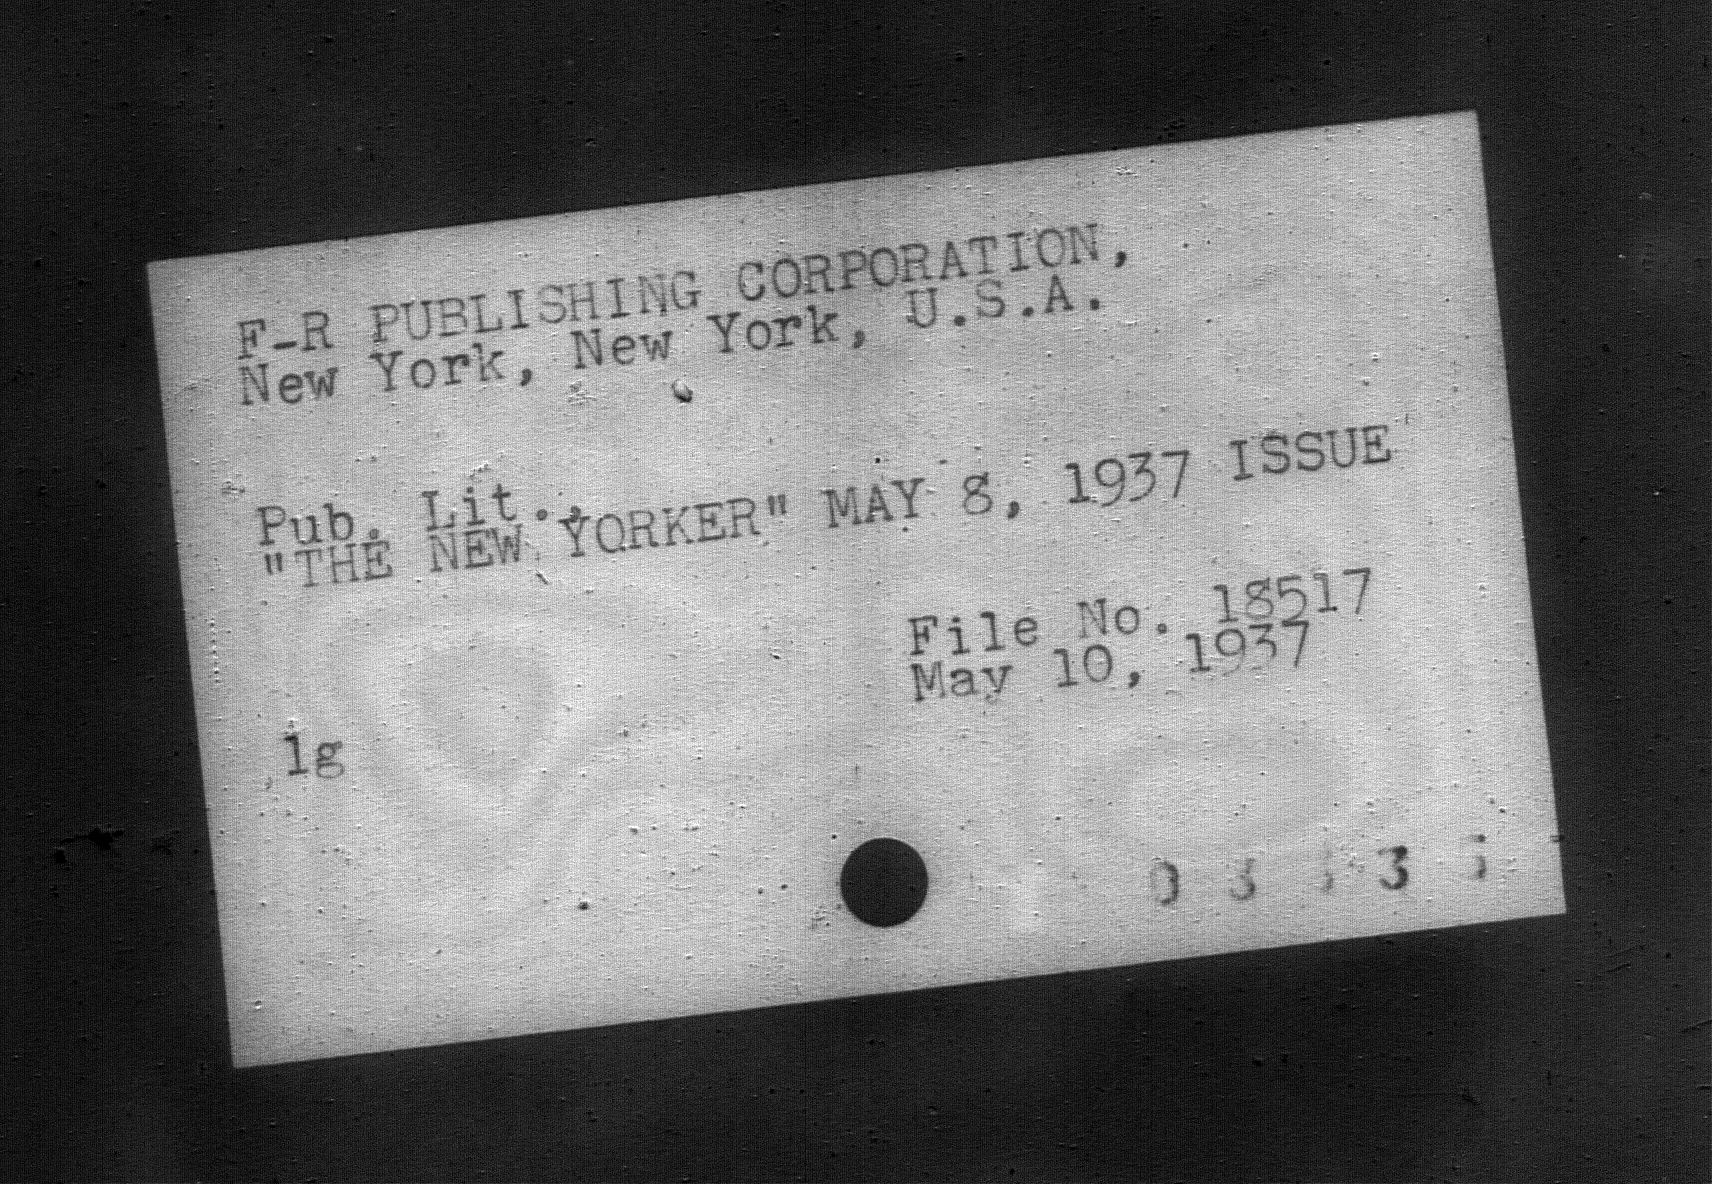 F-R PUBLISHING CORPORATION,
New York, New York, U.S.A.
Pub. Lit.,
"THE NEW YORKER" MAY 8, 1937 ISSUE
File No. 18517
May 10, 1937
lg